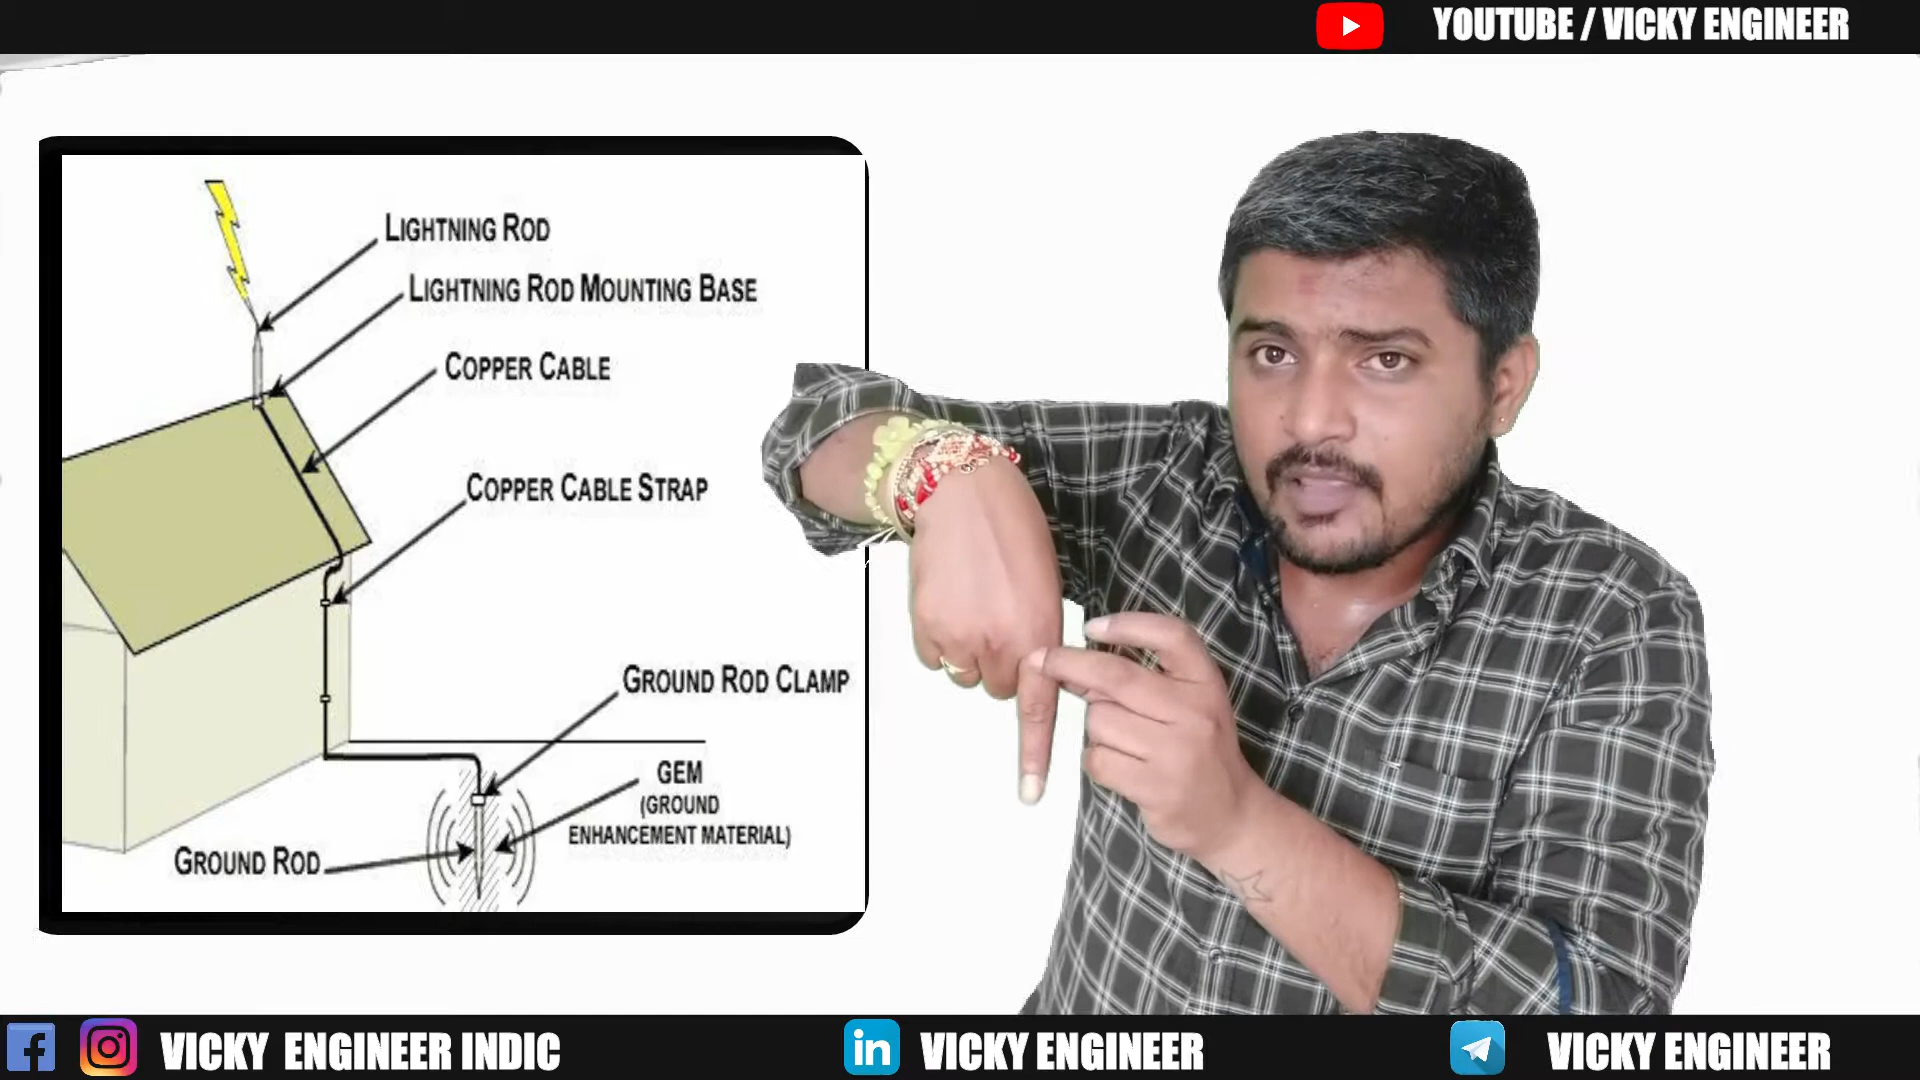 YOUTUBE / VICKY ENGINEER
LIGHTNING ROD
LIGHTNING ROD MOUNTING BASE
COPPER CABLE
COPPER CABLE STRAP
GROUND ROD CLAMP
GEM
(GROUND
ENHANCEMENT MATERIAL)
GROUND ROD
VICKY ENGINEER INDIC
in VICKY ENGINEER
VICKY ENGINEER